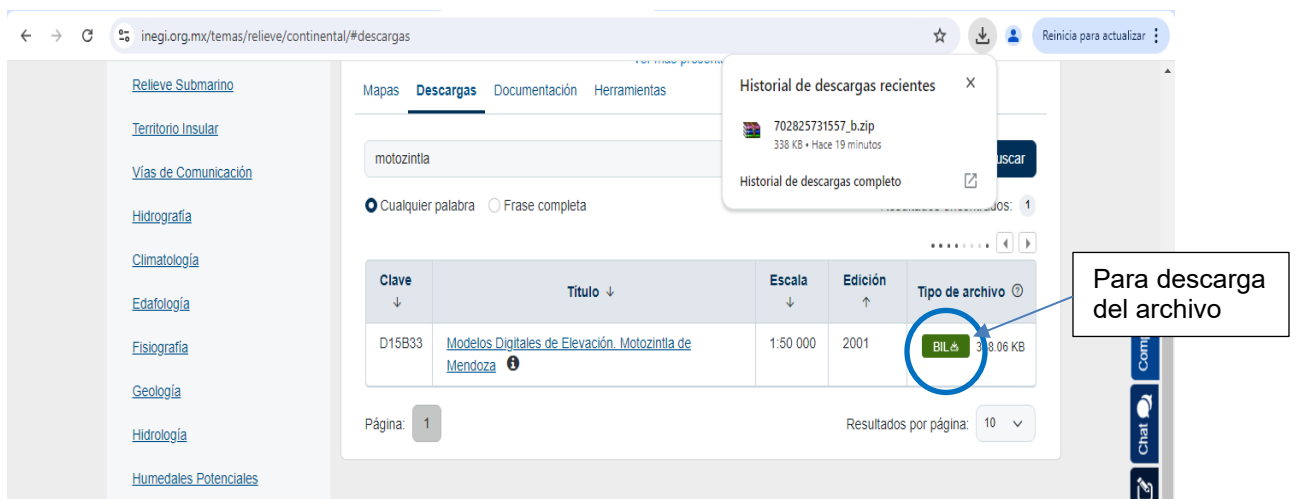 inegi.org.mx/temas/relieve/continental/#descargas
Reinicia para actualizar
Relieve Submarino
Territorio Insular
Vías de Comunicación
Hidrografía
Climatología
Edafología
Fisiografía
Geología
Hidrología
Humedales Potenciales
Mapas Descargas Documentación Herramientas
Historial de descargas recientes X
702825731557_b.zip
338 KB • Hace 19 minutos
Historial de descargas completo
motozintla
Cualquier palabra Frase completa
1
Clave Título Escala Edición Tipo de archivo
D15B33 Modelos Digitales de Elevación. Motozintla de 1:50 000 2001 BIL 338.06 KB
Mendoza
Página: 1 Resultados por página: 10
Para descarga
del archivo
Chat